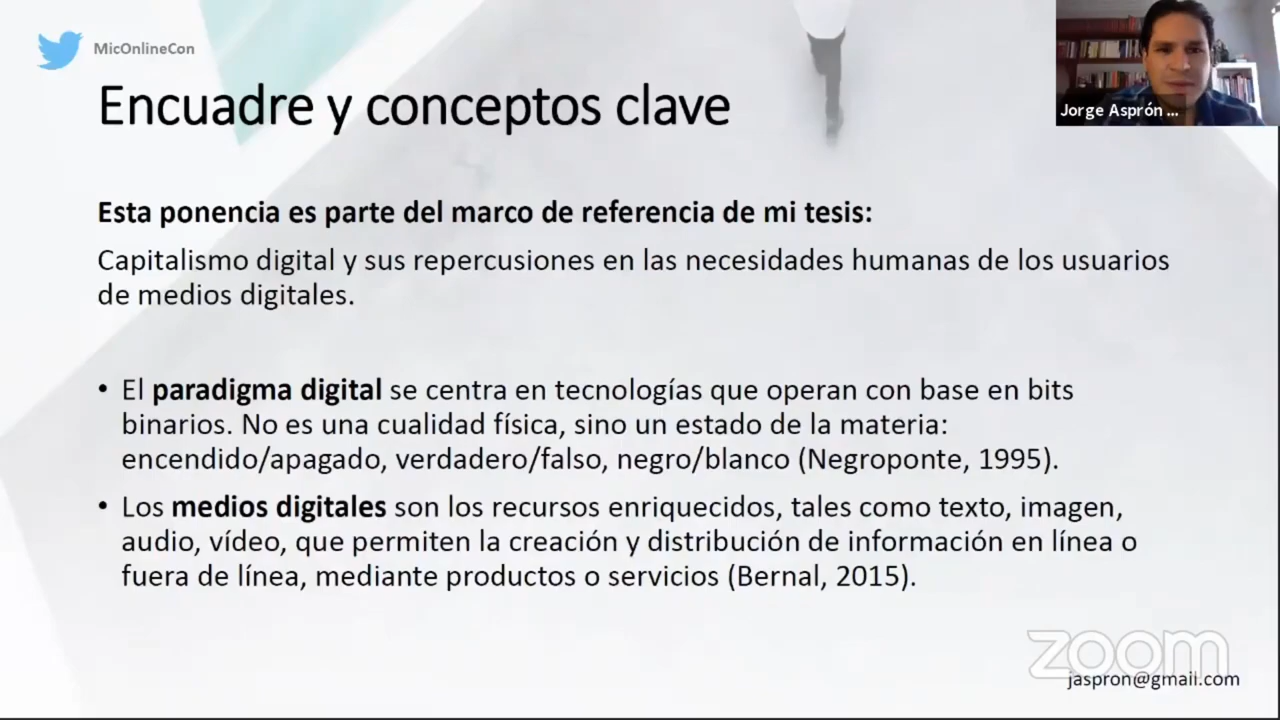 MicOnlineCon
Encuadre y conceptos clave
Jorge Asprón ...
Esta ponencia es parte del marco de referencia de mi tesis:
Capitalismo digital y sus repercusiones en las necesidades humanas de los usuarios
de medios digitales.
• El paradigma digital se centra en tecnologías que operan con base en bits
binarios. No es una cualidad física, sino un estado de la materia:
encendido/apagado, verdadero/falso, negro/blanco (Negroponte, 1995).
• Los medios digitales son los recursos enriquecidos, tales como texto, imagen,
audio, vídeo, que permiten la creación y distribución de información en línea o
fuera de línea, mediante productos o servicios (Bernal, 2015).
zoom
jaspron@gmail.com